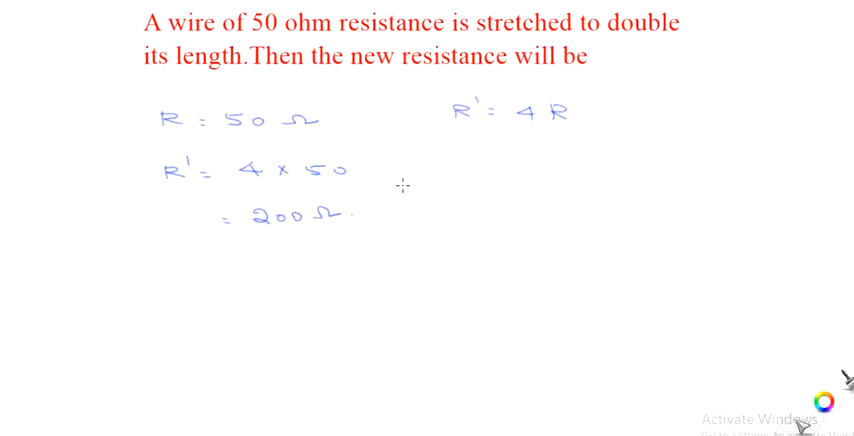 A wire of 50 ohm resistance is stretched to double
its length.Then the new resistance will be
R = 50 Ω
R' = 4 R
R' = 4 × 50
= 200 Ω.
Activate Windows